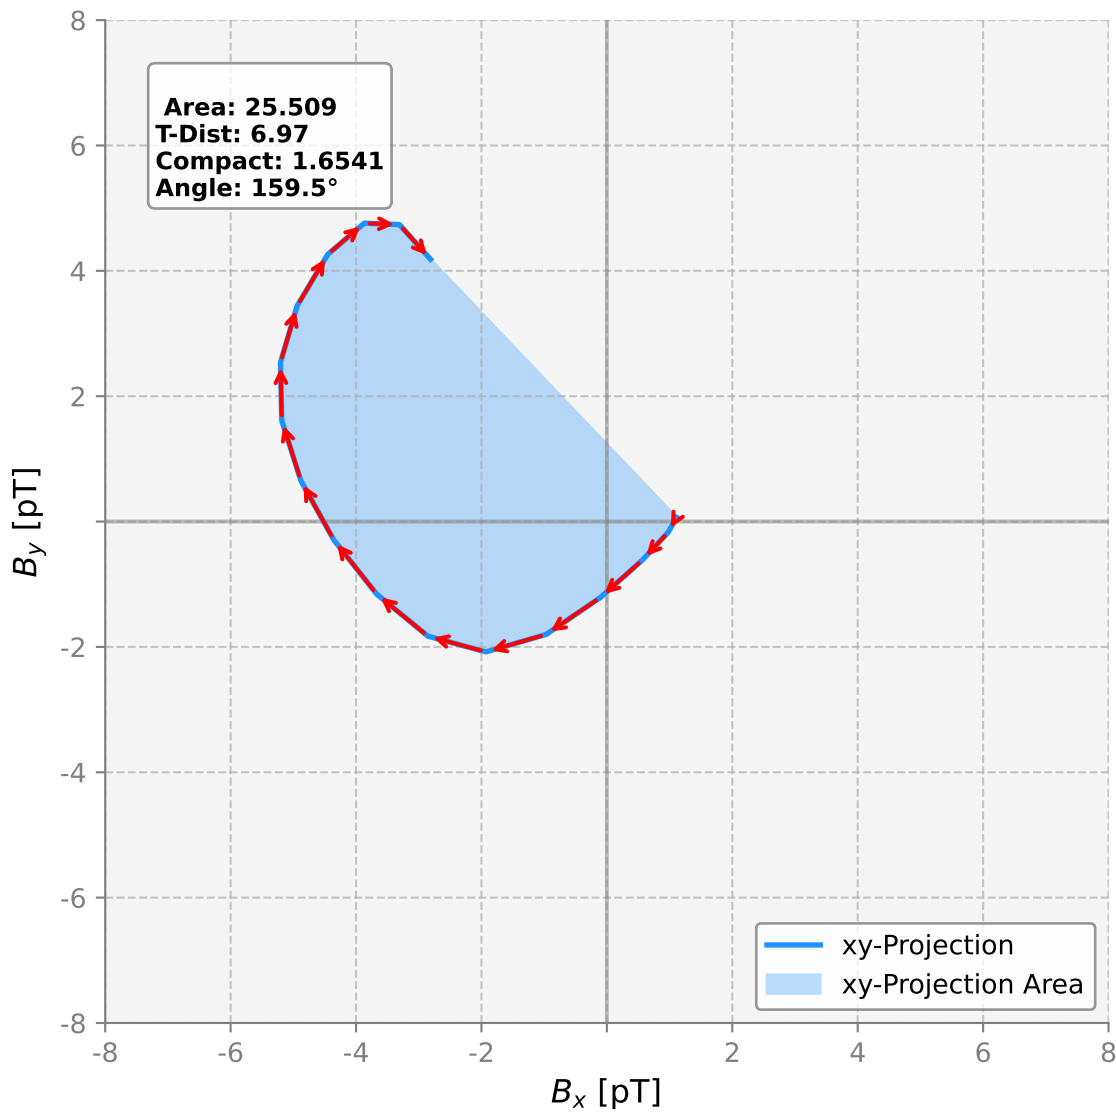 8
6
4
2
-2
-4
-6
-8
Area: 25.509
T-Dist: 6.97
Compact: 1.6541
Angle: 159.5°
B_y [pT]
xy-Projection
xy-Projection Area
-8 -6 -4 -2 2 4 6 8
B_x [pT]